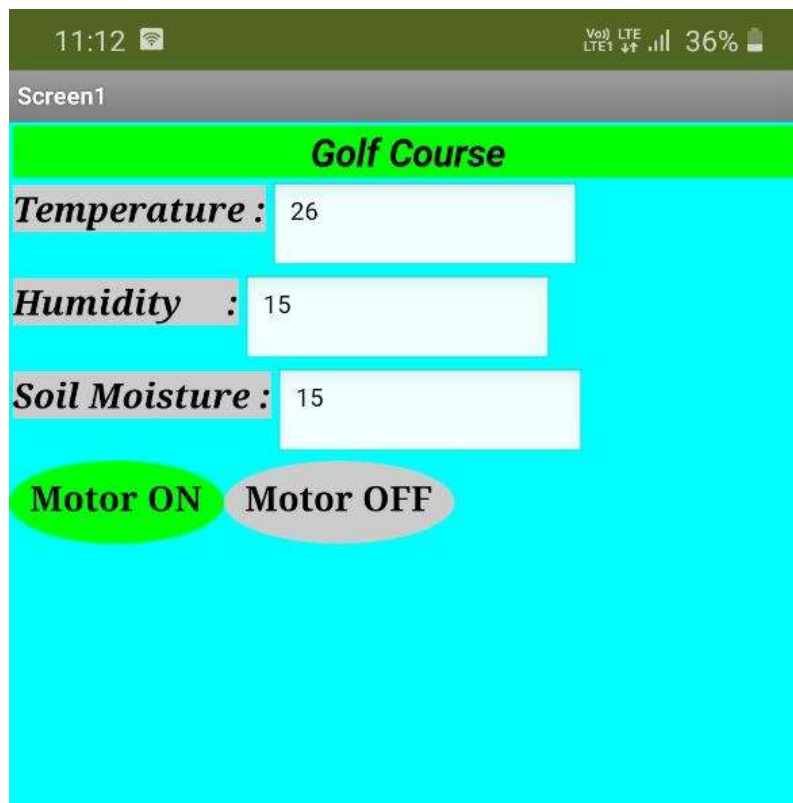 11:12 Vo)) LTE LTE1 36%
Screen1
Golf Course
Temperature : 26
Humidity : 15
Soil Moisture : 15
Motor ON Motor OFF